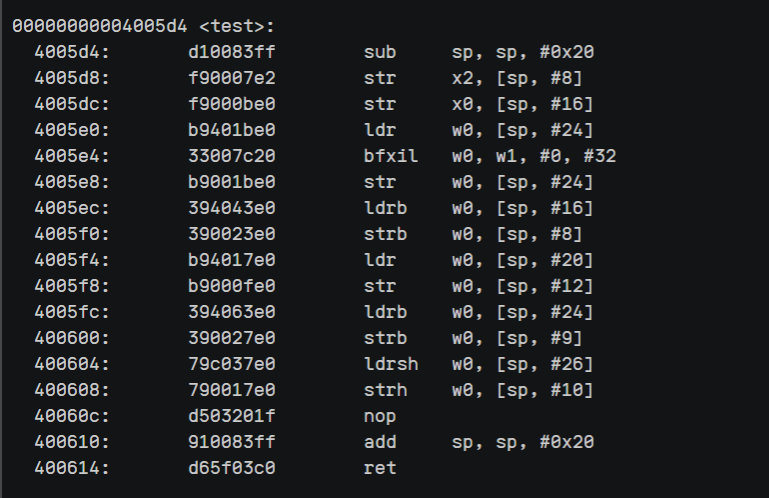 00000000004005d4 <test>:
4005d4: d10083ff sub sp, sp, #0x20
4005d8: f90007e2 str x2, [sp, #8]
4005dc: f9000be0 str x0, [sp, #16]
4005e0: b9401be0 ldr w0, [sp, #24]
4005e4: 33007c20 bfxil w0, w1, #0, #32
4005e8: b9001be0 str w0, [sp, #24]
4005ec: 394043e0 ldrb w0, [sp, #16]
4005f0: 390023e0 strb w0, [sp, #8]
4005f4: b94017e0 ldr w0, [sp, #20]
4005f8: b9000fe0 str w0, [sp, #12]
4005fc: 394063e0 ldrb w0, [sp, #24]
400600: 390027e0 strb w0, [sp, #9]
400604: 79c037e0 ldrsh w0, [sp, #26]
400608: 790017e0 strh w0, [sp, #10]
40060c: d503201f nop
400610: 910083ff add sp, sp, #0x20
400614: d65f03c0 ret